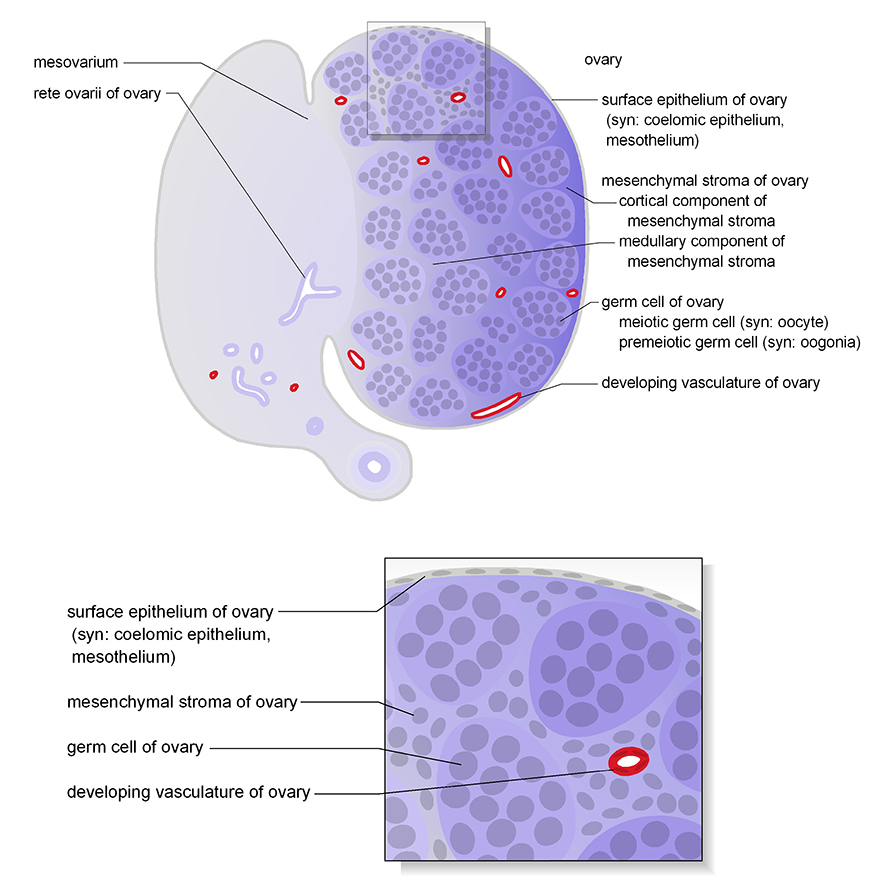 mesovarium
rete ovarii of ovary
ovary
surface epithelium of ovary
(syn: coelomic epithelium,
mesothelium)
mesenchymal stroma of ovary
cortical component of
mesenchymal stroma
medullary component of
mesenchymal stroma
germ cell of ovary
meiotic germ cell (syn: oocyte)
premeiotic germ cell (syn: oogonia)
developing vasculature of ovary
surface epithelium of ovary
(syn: coelomic epithelium,
mesothelium)
mesenchymal stroma of ovary
germ cell of ovary
developing vasculature of ovary